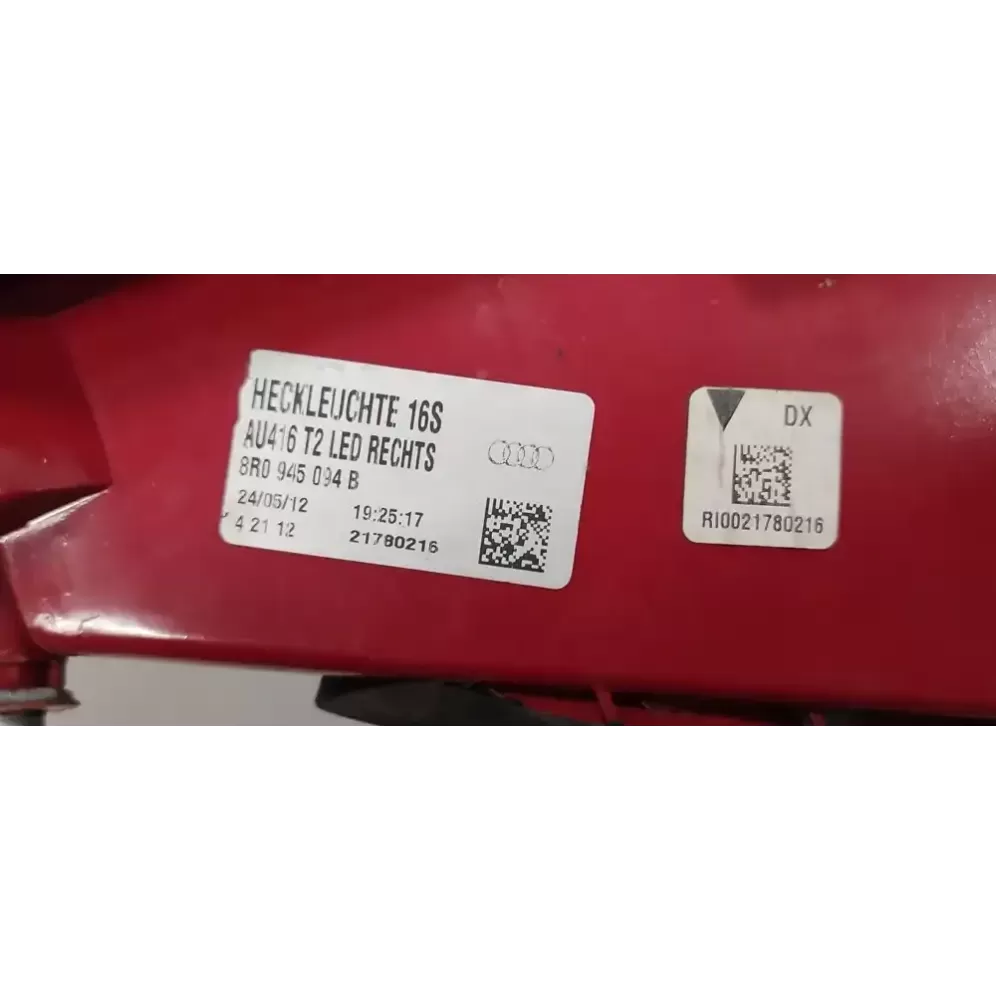 HECKLEUCHTE 16S
AU416 T2 LED RECHTS
8R0 945 094 B
24/05/12 19:25:17
4 21 12 21780216
DX
RI0021780216